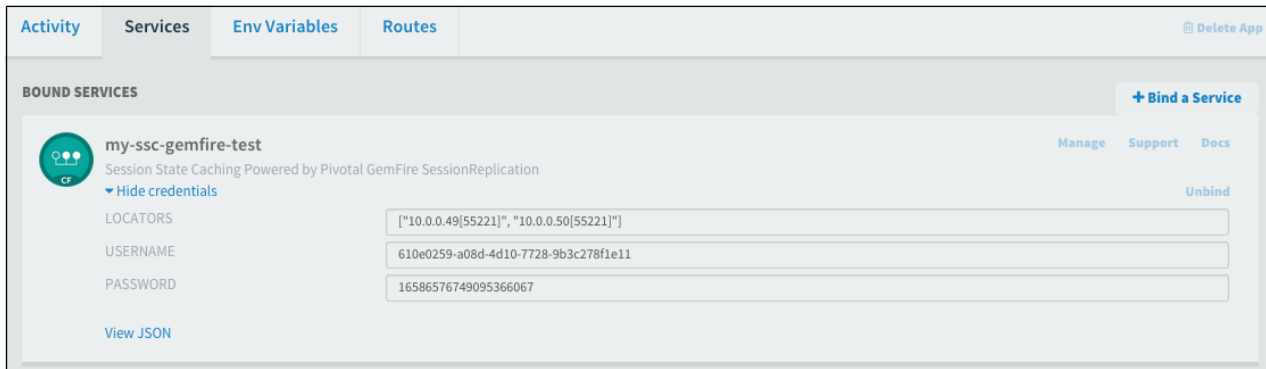 Activity
Services
Env Variables
Routes
Delete App
BOUND SERVICES
+ Bind a Service
my-ssc-gemfire-test
Manage Support Docs
CF
Session State Caching Powered by Pivotal GemFire SessionReplication
Hide credentials
Unbind
LOCATORS
["10.0.0.49[55221]", "10.0.0.50[55221]"]
USERNAME
610e0259-a08d-4d10-7728-9b3c278f1e11
PASSWORD
16586576749095366067
View JSON